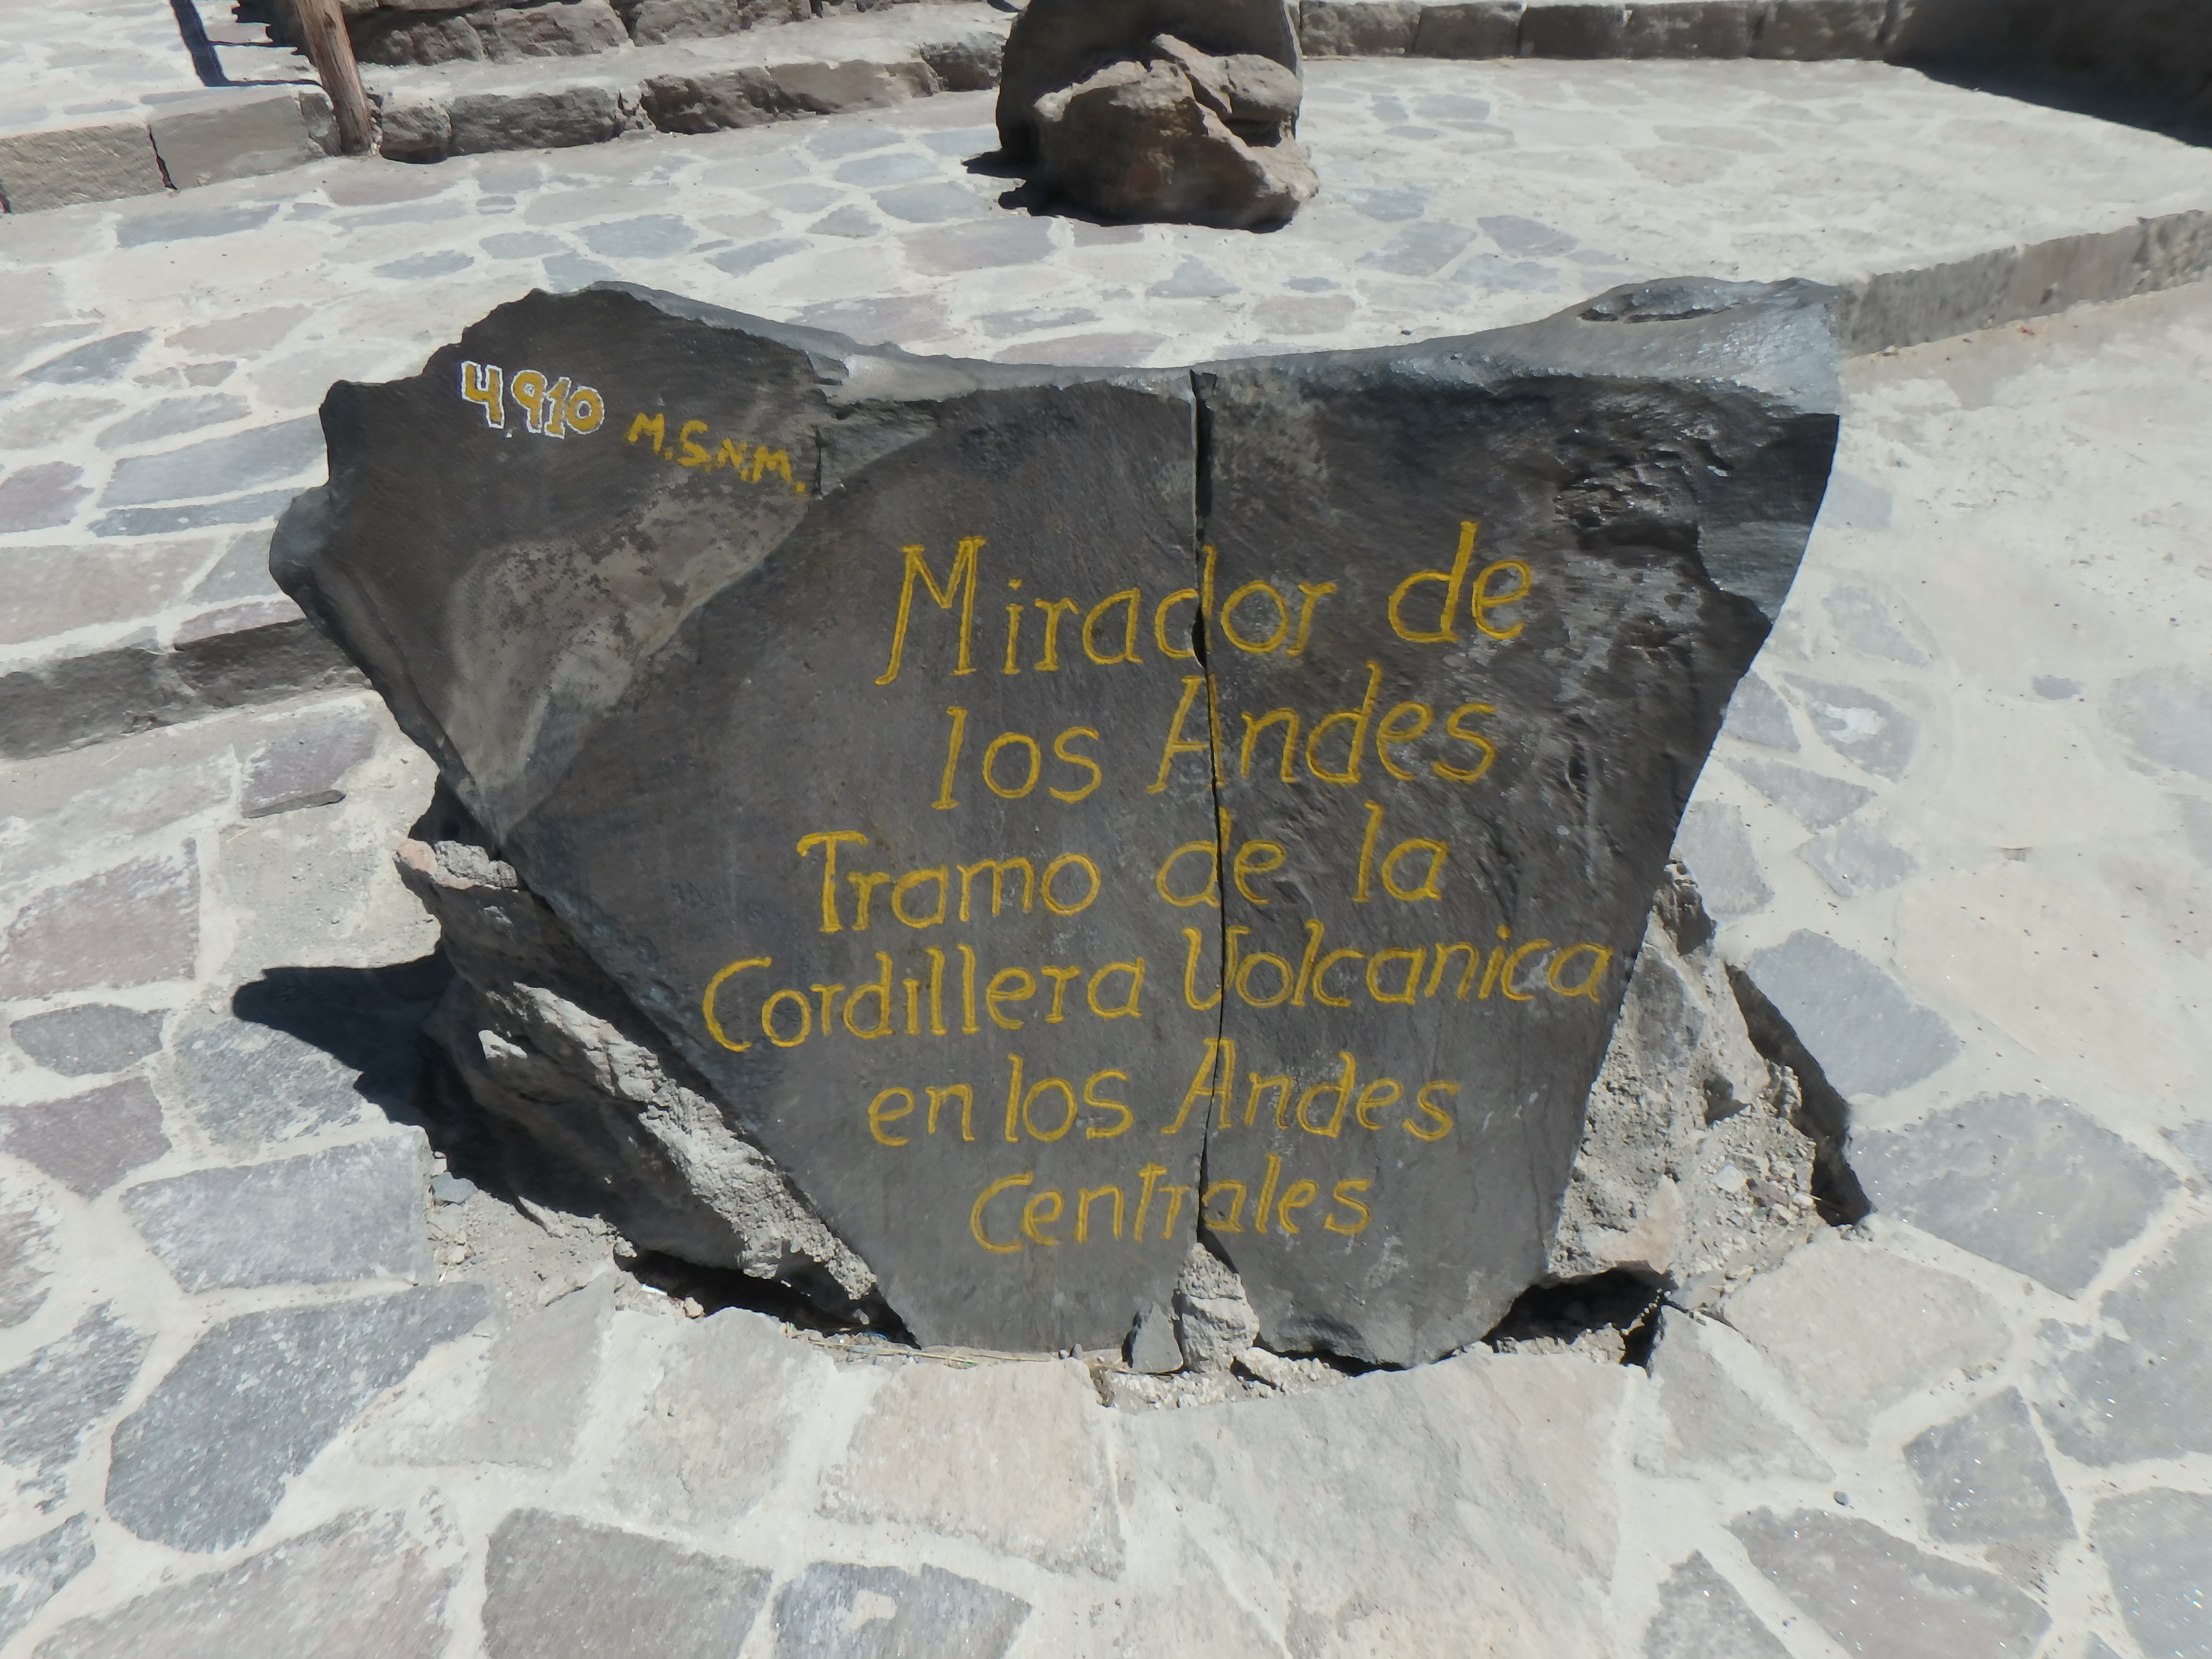 4910 M.S.N.M.
Mirador de
los Andes
Tramo de la
Cordillera Volcanica
en los Andes
Centrales